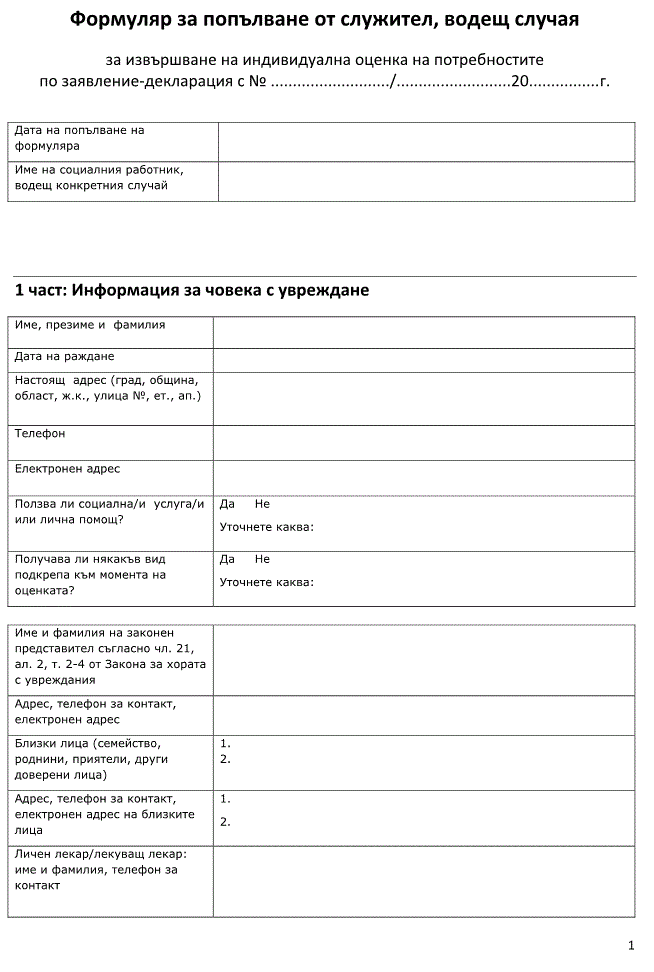 Формуляр за попълване от служител, водещ случая
за извършване на индивидуална оценка на потребностите
по заявление-декларация с № ........................../.........................20................г.
Дата на попълване на
формуляра
Име на социалния работник,
водещ конкретния случай
1 част: Информация за човека с увреждане
Име, презиме и фамилия
Дата на раждане
Настоящ адрес (град, община,
област, ж.к., улица №, ет., ап.)
Телефон
Електронен адрес
Ползва ли социална/и услуга/и
или лична помощ?
Да Не
Уточнете каква:
Получава ли някакъв вид
подкрепа към момента на
оценката?
Да Не
Уточнете каква:
Име и фамилия на законен
представител съгласно чл. 21,
ал. 2, т. 2-4 от Закона за хората
с увреждания
Адрес, телефон за контакт,
електронен адрес
Близки лица (семейство,
роднини, приятели, други
доверени лица)
1.
2.
Адрес, телефон за контакт,
електронен адрес на близките
лица
1.
2.
Личен лекар/лекуващ лекар:
име и фамилия, телефон за
контакт
1